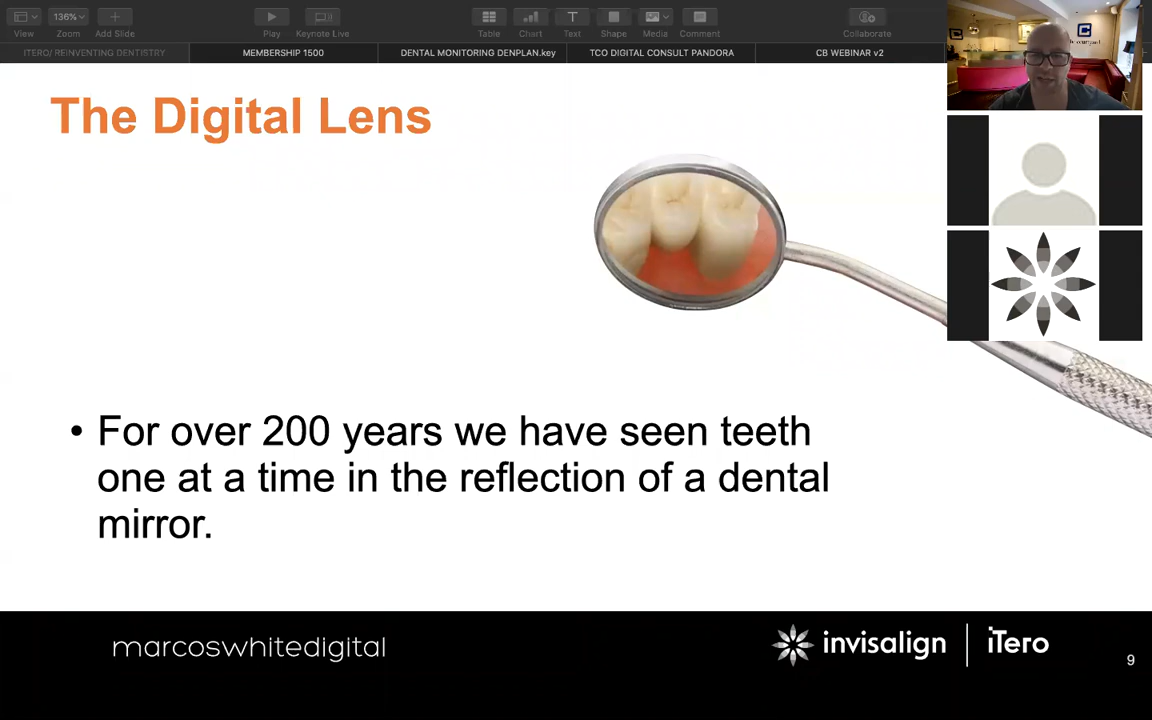 136%
View
Zoom
Add Slide
Play
Keynote Live
Table
Chart
Text
Shape
Media
Comment
Collaborate
ITERO/ REINVENTING DENTISTRY
MEMBERSHIP 1500
DENTAL MONITORING DENPLAN.key
TCO DIGITAL CONSULT PANDORA
CB WEBINAR v2
The Digital Lens
• For over 200 years we have seen teeth
one at a time in the reflection of a dental
mirror.
marcoswhitedigital
invisalign
iTero
9